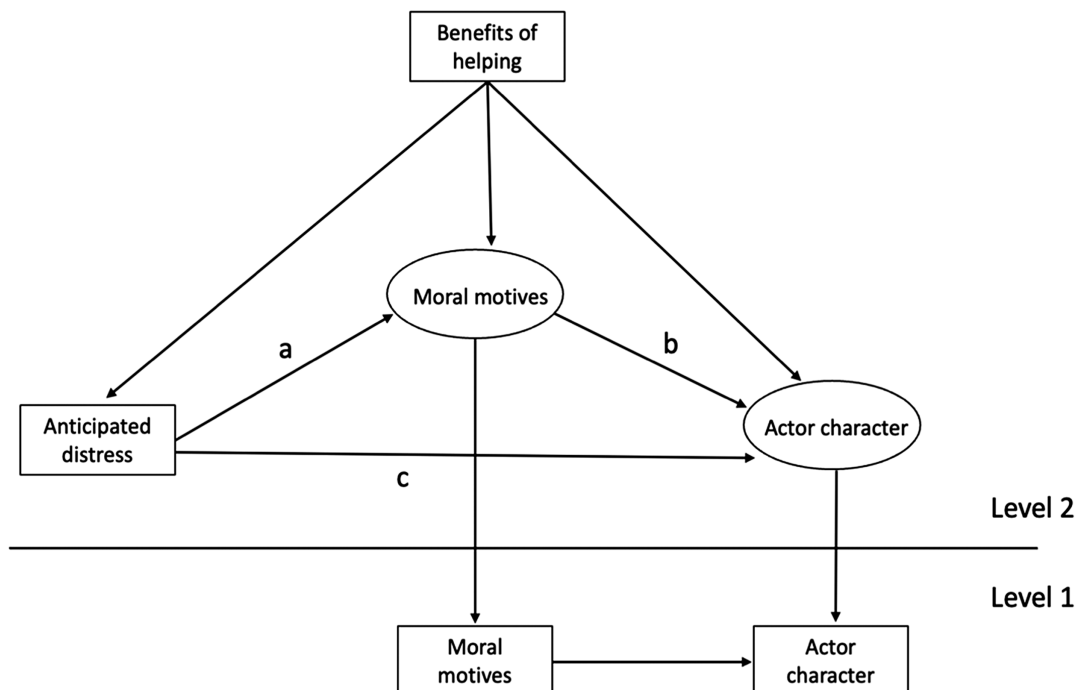 Benefits of
helping
Moral motives
a
b
Anticipated
distress
Actor character
c
Level 2
Level 1
Moral
motives
Actor
character